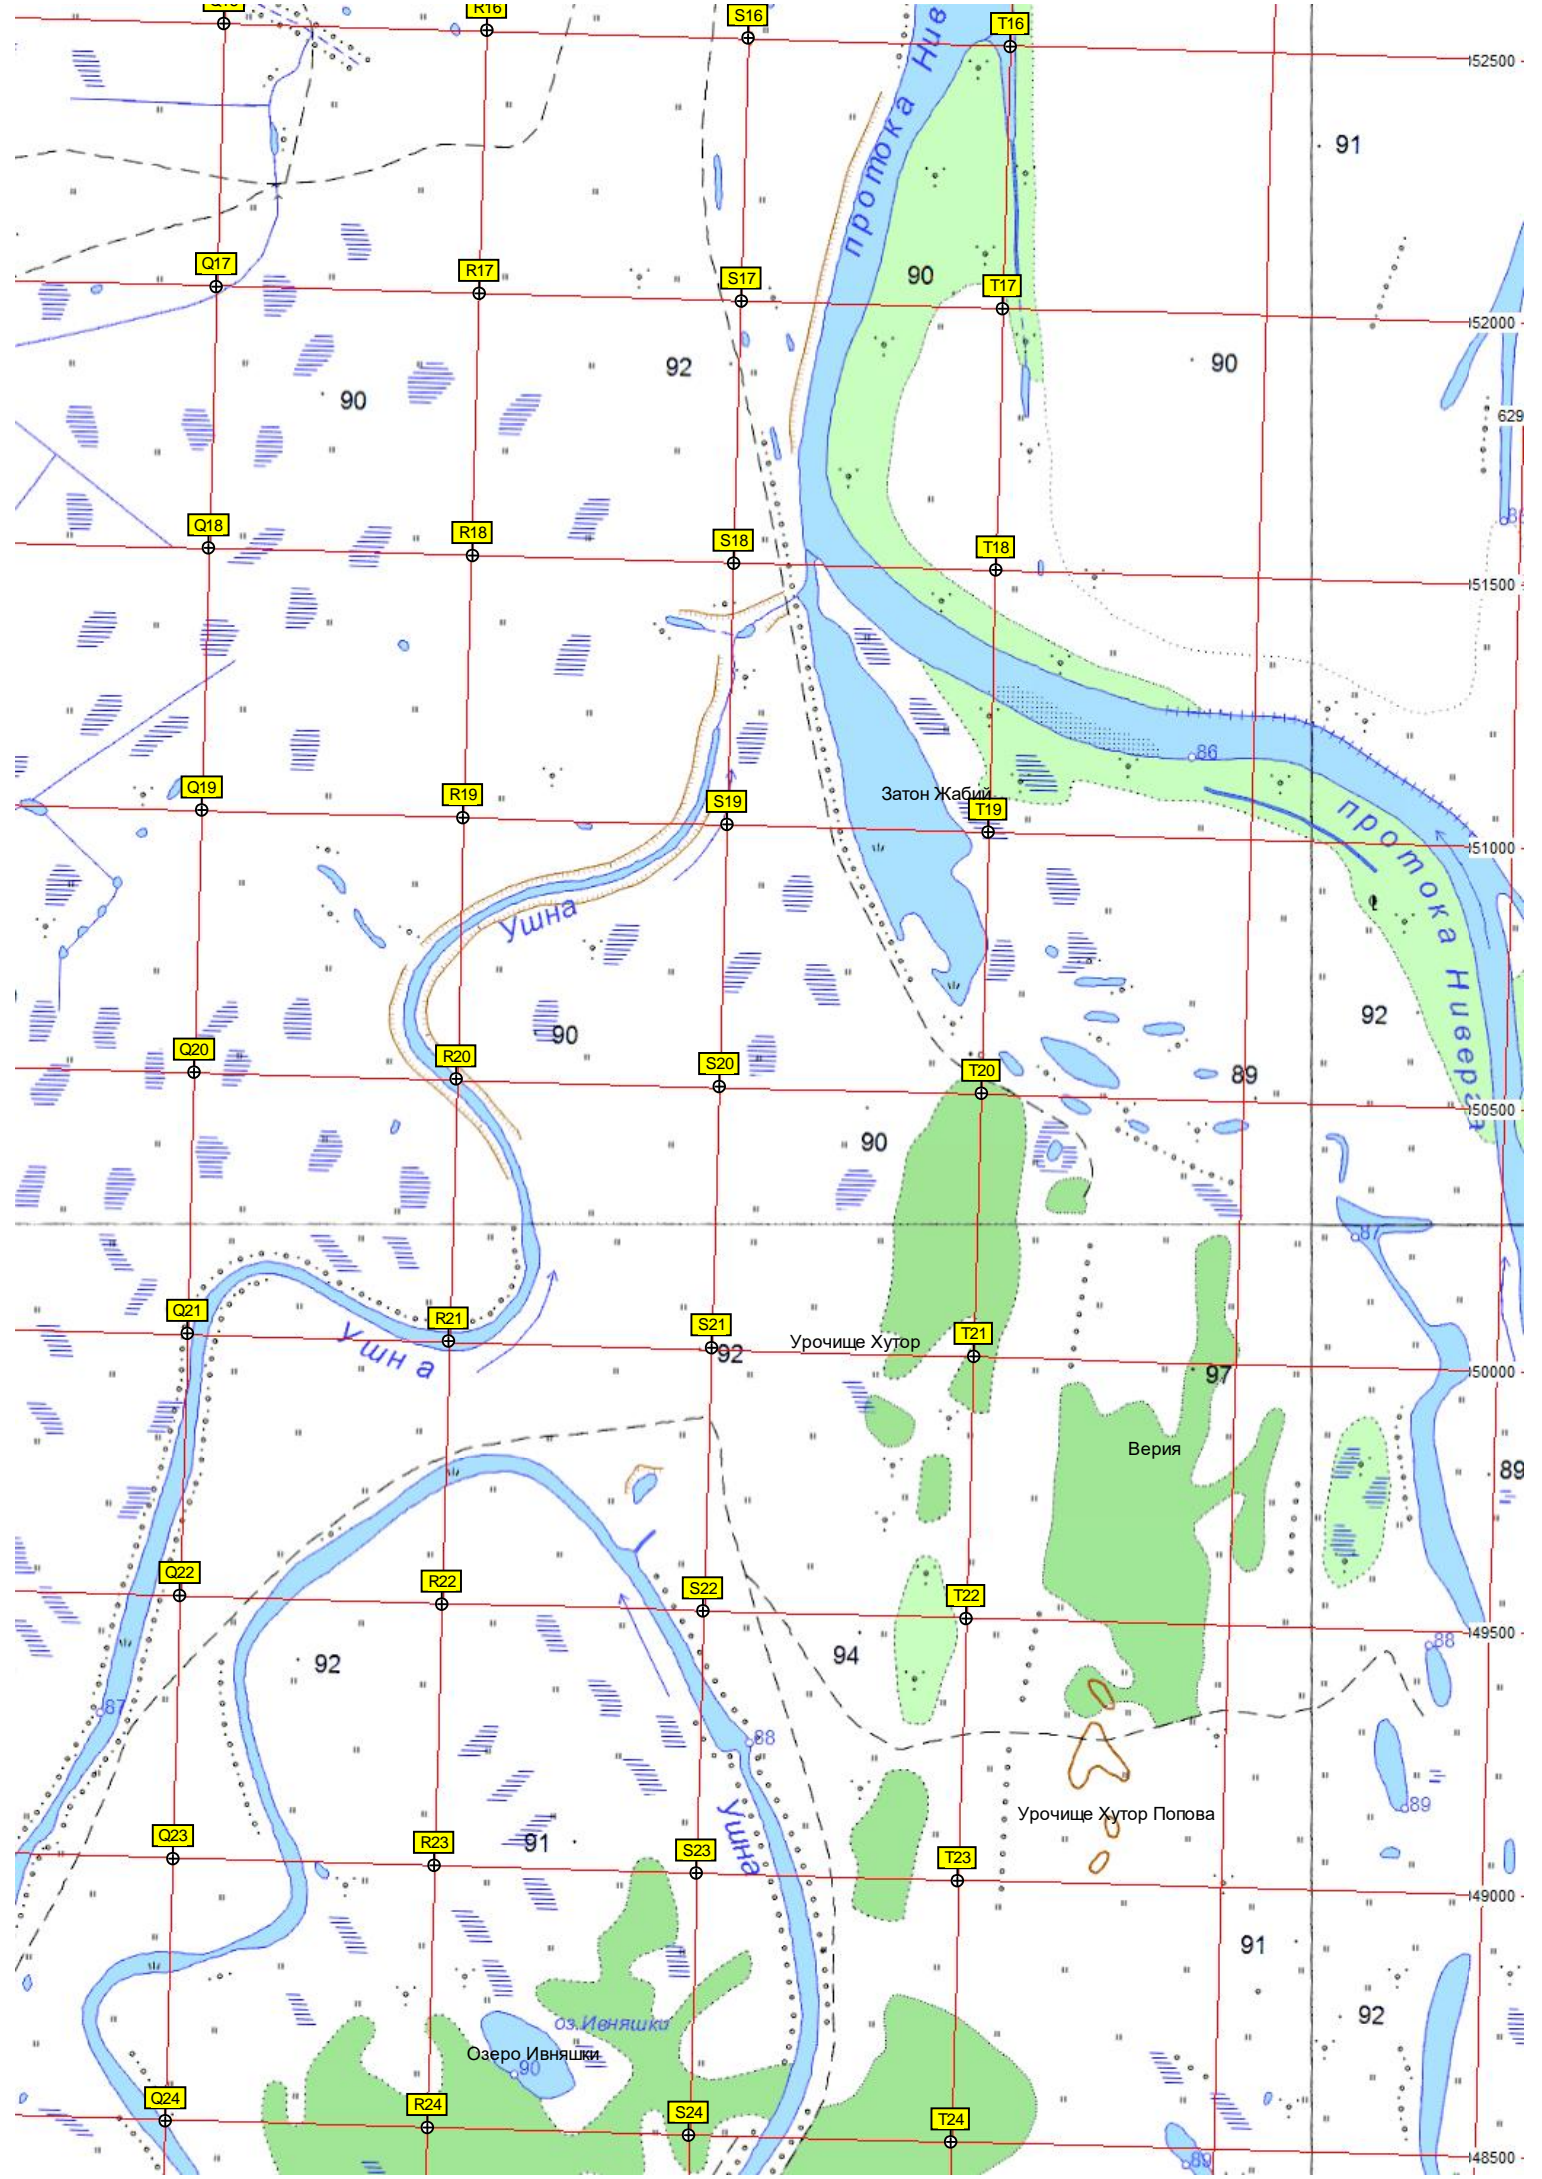 R16
S16
T16
52500
91
протока Нив
Q17
R17
S17
T17
90
52000
92
90
90
629
Q18
R18
S18
T18
51500
86
Q19
R19
S19
Затон Жабий
T19
51000
протока Нивера
Ушна
92
90
Q20
R20
S20
T20
89
50500
90
87
Q21
R21
S21
T21
Ушна
92
Урочище Хутор
97
50000
Верия
89
Q22
R22
S22
T22
49500
92
94
88
87
88
89
Урочище Хутор Попова
Q23
R23
91
S23
Ушна
T23
49000
91
92
оз.Ивняшки
Озеро Ивняшки
90
Q24
R24
S24
T24
89
48500